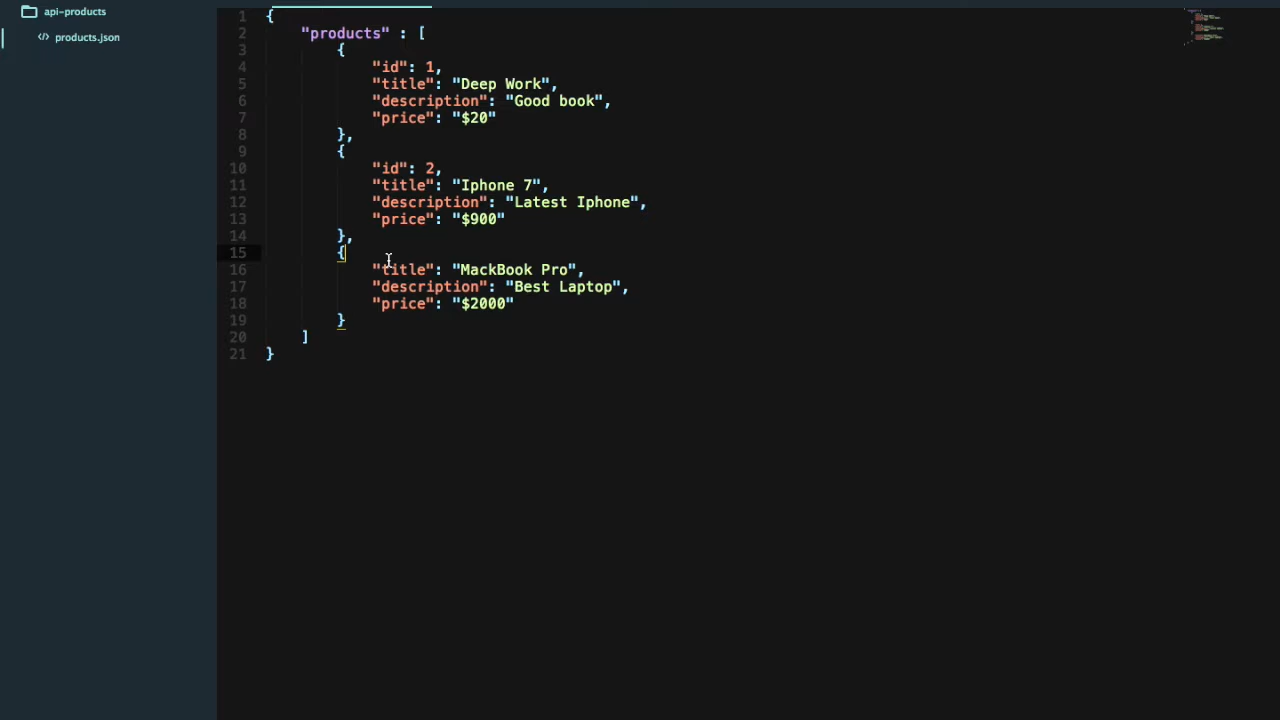 api-products
products.json
1 {
2 "products" : [
3 {
4 "id": 1,
5 "title": "Deep Work",
6 "description": "Good book",
7 "price": "$20"
8 },
9 {
10 "id": 2,
11 "title": "Iphone 7",
12 "description": "Latest Iphone",
13 "price": "$900"
14 },
15 {
16 "title": "MackBook Pro",
17 "description": "Best Laptop",
18 "price": "$2000"
19 }
20 ]
21 }